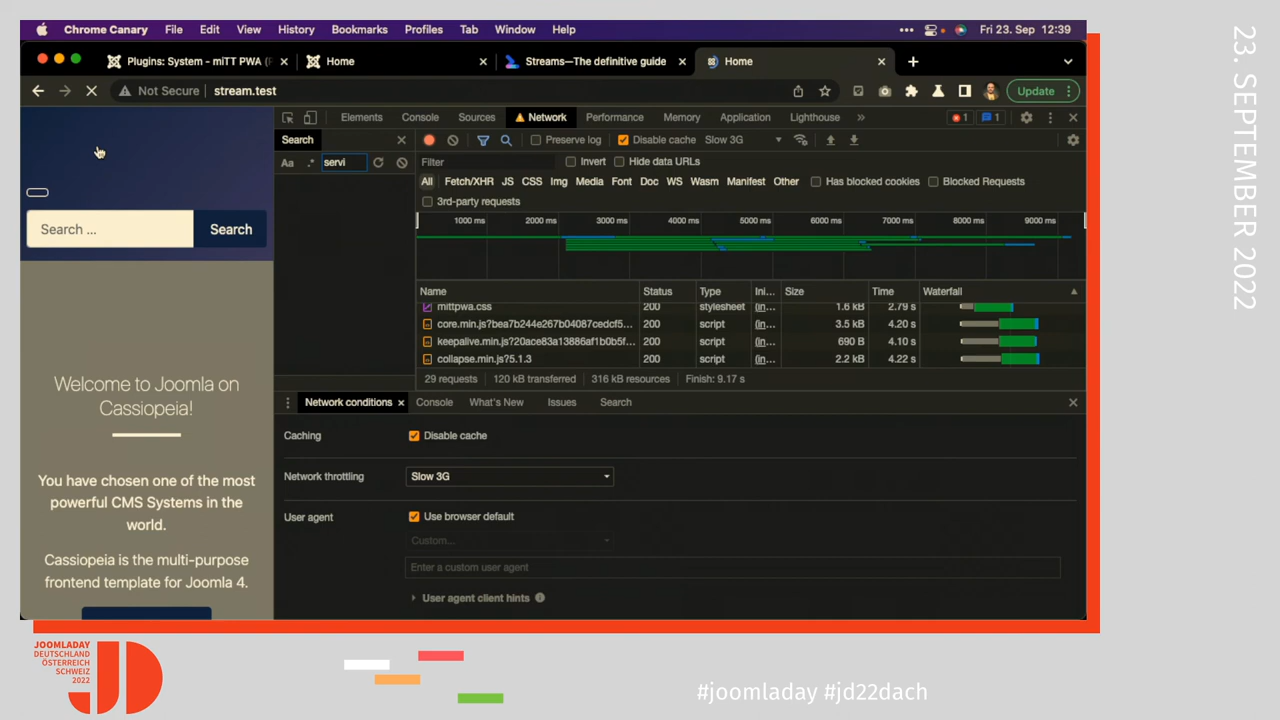 Chrome Canary File Edit View History Bookmarks Profiles Tab Window Help Fri 23. Sep 12:39
Plugins: System - miTT PWA (F Home Streams—The definitive guide Home
Not Secure stream.test Update
Elements Console Sources Network Performance Memory Application Lighthouse 1 1
Search Preserve log Disable cache Slow 3G
Aa .* servi
Filter Invert Hide data URLs
All Fetch/XHR JS CSS Img Media Font Doc WS Wasm Manifest Other Has blocked cookies Blocked Requests
3rd-party requests
1000 ms 2000 ms 3000 ms 4000 ms 5000 ms 6000 ms 7000 ms 8000 ms 9000 ms
Name Status Type Ini... Size Time Waterfall
mittpwa.css 200 stylesheet (in... 1.6 kB 2.79 s
core.min.js?bea7b244e267b04087cedcf5... 200 script (in... 3.5 kB 4.20 s
keepalive.min.js?20ace83a13886af1b0b5f... 200 script (in... 690 B 4.10 s
collapse.min.js?5.1.3 200 script (in... 2.2 kB 4.22 s
29 requests 120 kB transferred 316 kB resources Finish: 9.17 s
Network conditions Console What's New Issues Search
Caching Disable cache
Network throttling Slow 3G
User agent Use browser default
Custom...
Enter a custom user agent
User agent client hints
Search ... Search
Welcome to Joomla on
Cassiopeia!
You have chosen one of the most
powerful CMS Systems in the
world.
Cassiopeia is the multi-purpose
frontend template for Joomla 4.
23. SEPTEMBER 2022
JOOMLADAY
DEUTSCHLAND
ÖSTERREICH
SCHWEIZ
2022
JD
#joomladay #jd22dach